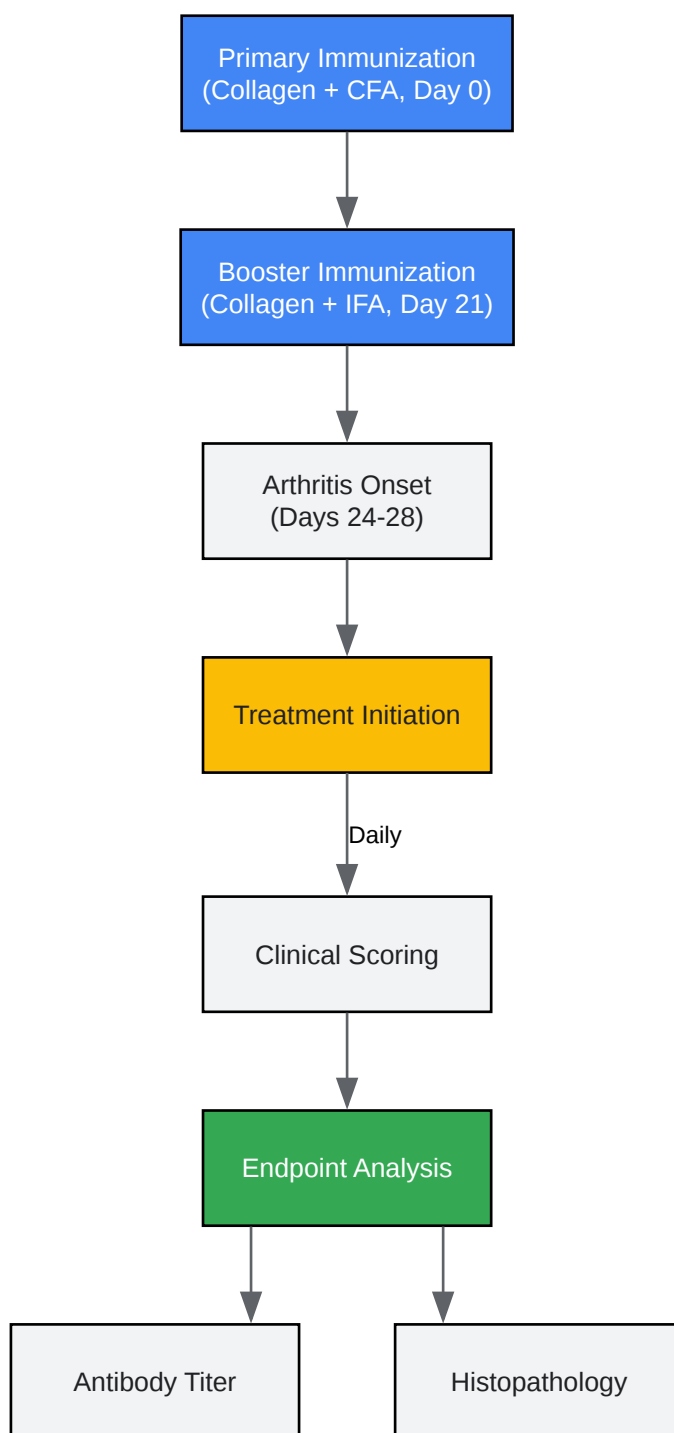 Primary Immunization
(Collagen + CFA, Day 0)
Booster Immunization
(Collagen + IFA, Day 21)
Arthritis Onset
(Days 24-28)
Treatment Initiation
Daily
Clinical Scoring
Endpoint Analysis
Antibody Titer
Histopathology